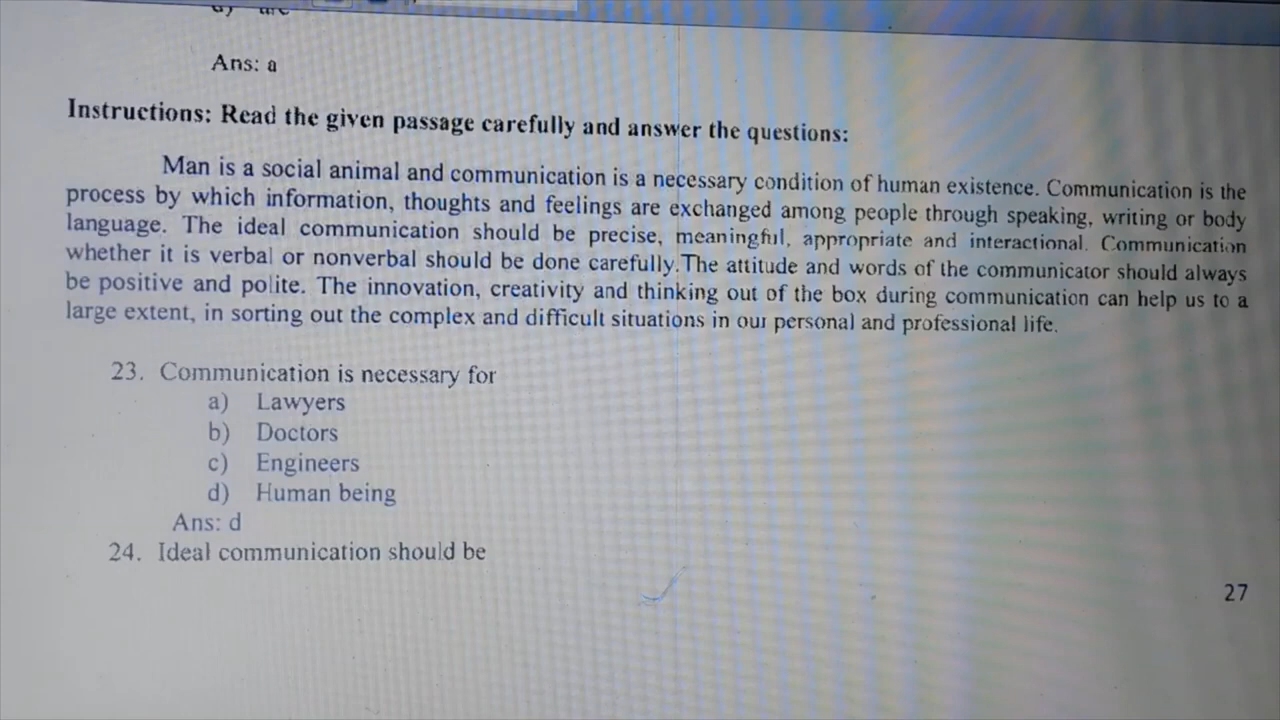 Ans: a
Instructions: Read the given passage carefully and answer the questions:
Man is a social animal and communication is a necessary condition of human existence. Communication is the
process by which information, thoughts and feelings are exchanged among people through speaking, writing or body
language. The ideal communication should be precise, meaningful, appropriate and interactional. Communication
whether it is verbal or nonverbal should be done carefully.The attitude and words of the communicator should always
be positive and polite. The innovation, creativity and thinking out of the box during communication can help us to a
large extent, in sorting out the complex and difficult situations in our personal and professional life.
23. Communication is necessary for
a) Lawyers
b) Doctors
c) Engineers
d) Human being
Ans: d
24. Ideal communication should be
27